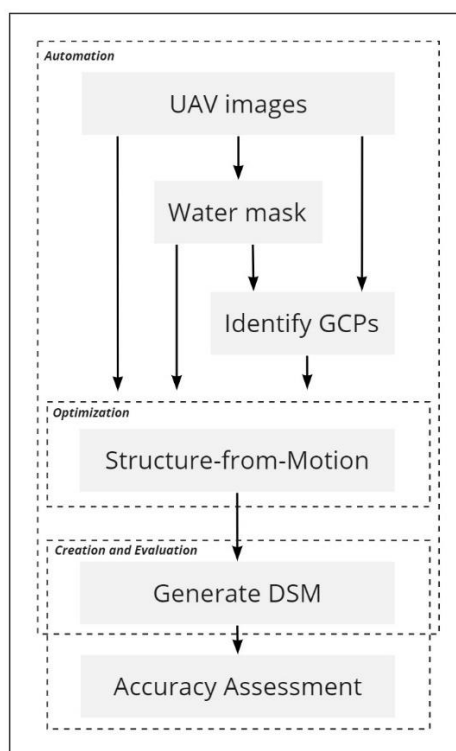 Automation
UAV images
Water mask
Identify GCPs
Optimization
Structure-from-Motion
Creation and Evaluation
Generate DSM
Accuracy Assessment